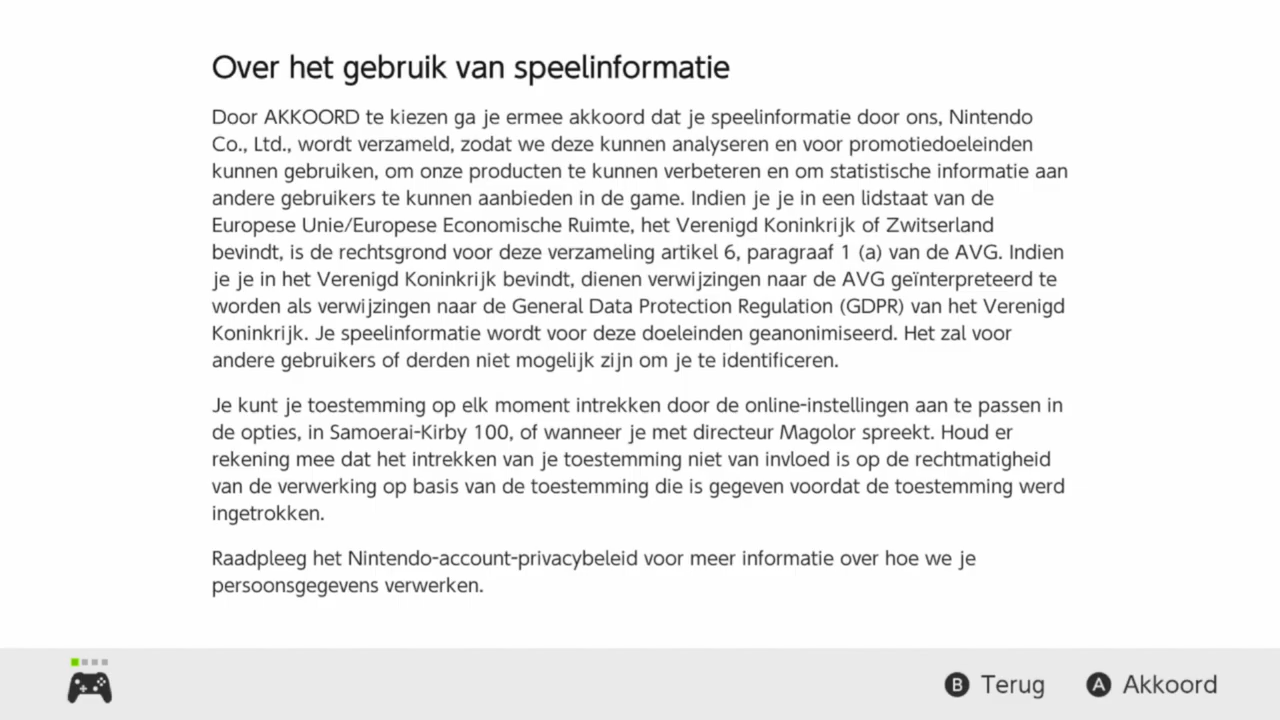 Over het gebruik van speelinformatie
Door AKKOORD te kiezen ga je ermee akkoord dat je speelinformatie door ons, Nintendo
Co., Ltd., wordt verzameld, zodat we deze kunnen analyseren en voor promotiedoeleinden
kunnen gebruiken, om onze producten te kunnen verbeteren en om statistische informatie aan
andere gebruikers te kunnen aanbieden in de game. Indien je je in een lidstaat van de
Europese Unie/Europese Economische Ruimte, het Verenigd Koninkrijk of Zwitserland
bevindt, is de rechtsgrond voor deze verzameling artikel 6, paragraaf 1 (a) van de AVG. Indien
je je in het Verenigd Koninkrijk bevindt, dienen verwijzingen naar de AVG geïnterpreteerd te
worden als verwijzingen naar de General Data Protection Regulation (GDPR) van het Verenigd
Koninkrijk. Je speelinformatie wordt voor deze doeleinden geanonimiseerd. Het zal voor
andere gebruikers of derden niet mogelijk zijn om je te identificeren.
Je kunt je toestemming op elk moment intrekken door de online-instellingen aan te passen in
de opties, in Samoerai-Kirby 100, of wanneer je met directeur Magolor spreekt. Houd er
rekening mee dat het intrekken van je toestemming niet van invloed is op de rechtmatigheid
van de verwerking op basis van de toestemming die is gegeven voordat de toestemming werd
ingetrokken.
Raadpleeg het Nintendo-account-privacybeleid voor meer informatie over hoe we je
persoonsgegevens verwerken.
B Terug A Akkoord